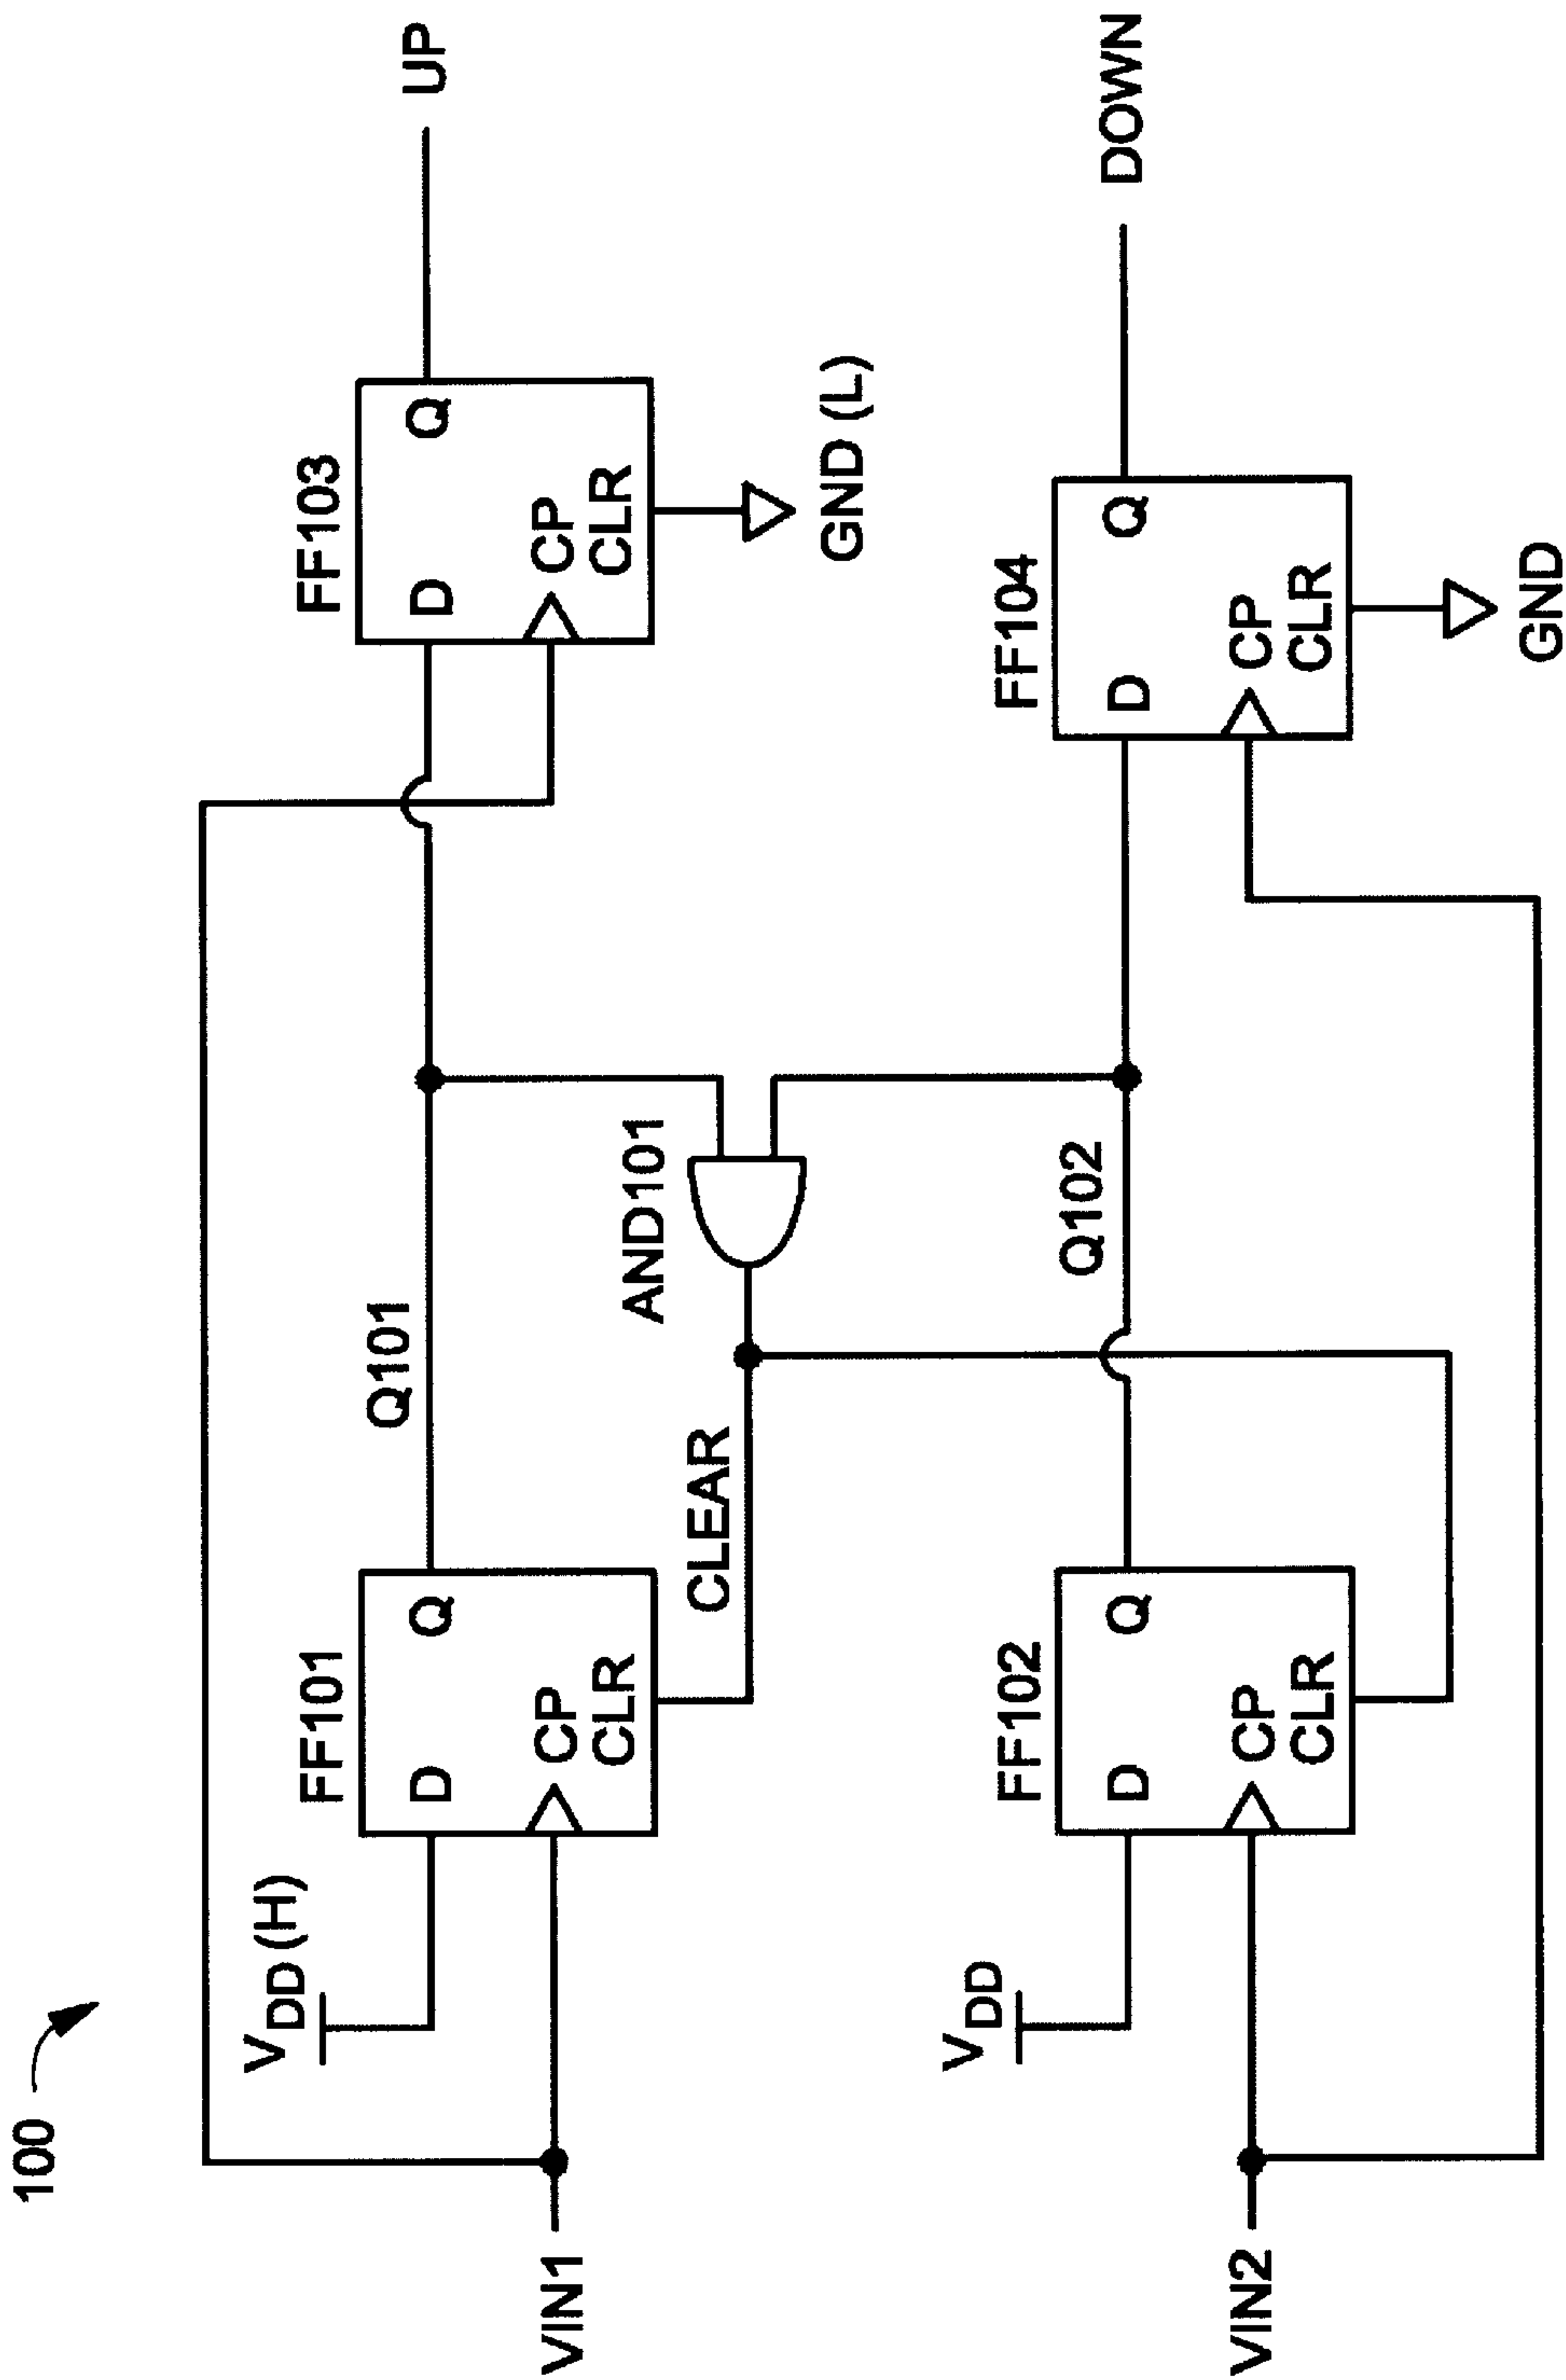 100
VDD (H)
FF101
D
Q
CP
CLR
Q101
FF103
D
Q
CP
CLR
UP
GND (L)
VIN1
CLEAR
AND101
VDD
FF102
D
Q
CP
CLR
Q102
FF104
D
Q
CP
CLR
DOWN
GND
VIN2